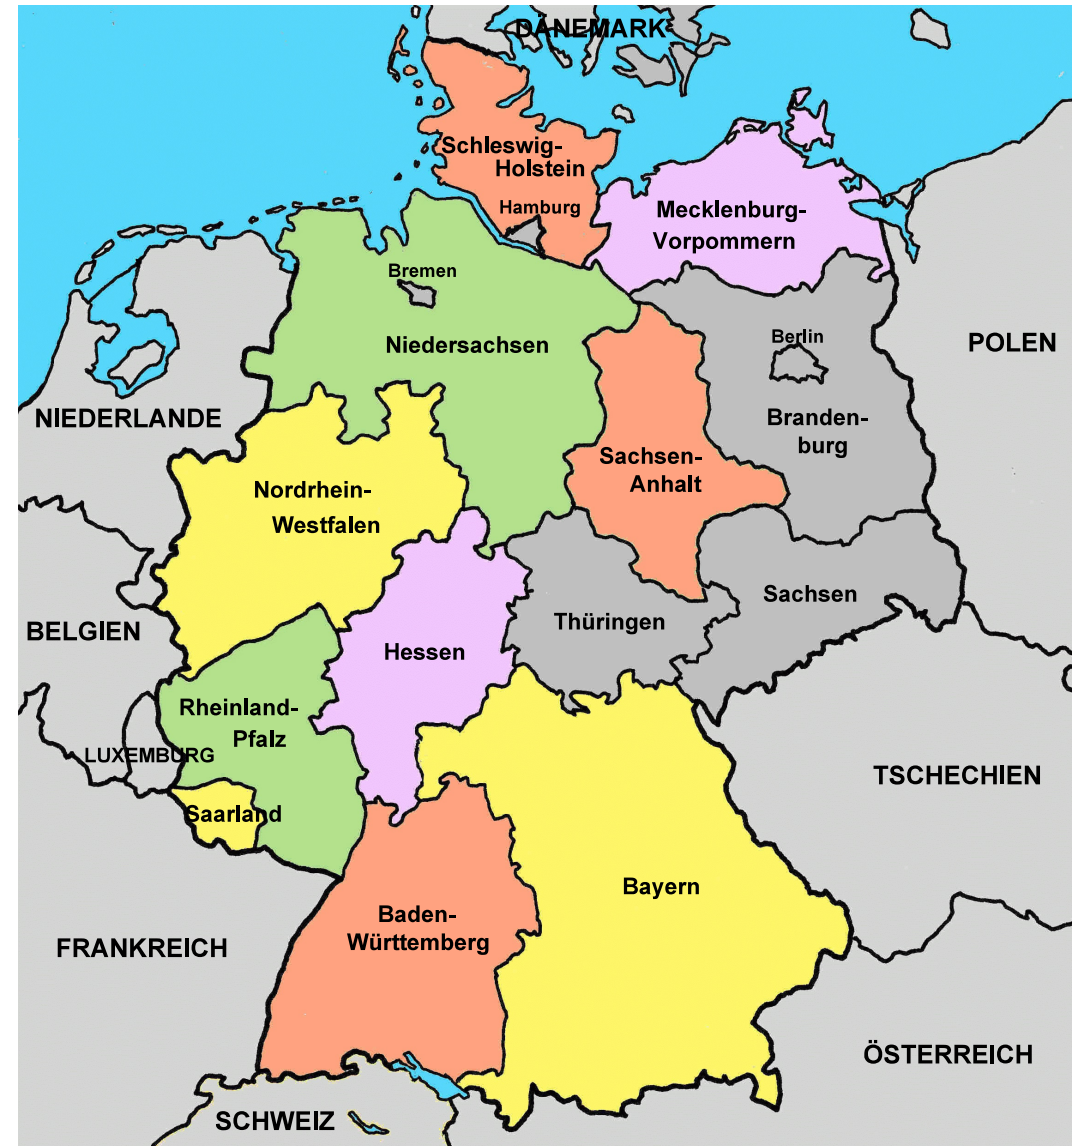 DÄNEMARK
Schleswig-
Holstein
Hamburg
Mecklenburg-
Vorpommern
Bremen
Niedersachsen
Berlin
POLEN
NIEDERLANDE
Branden-
burg
Sachsen-
Anhalt
Nordrhein-
Westfalen
Sachsen
Thüringen
BELGIEN
Hessen
Rheinland-
Pfalz
LUXEMBURG
TSCHECHIEN
Saarland
Bayern
Baden-
Württemberg
FRANKREICH
ÖSTERREICH
SCHWEIZ